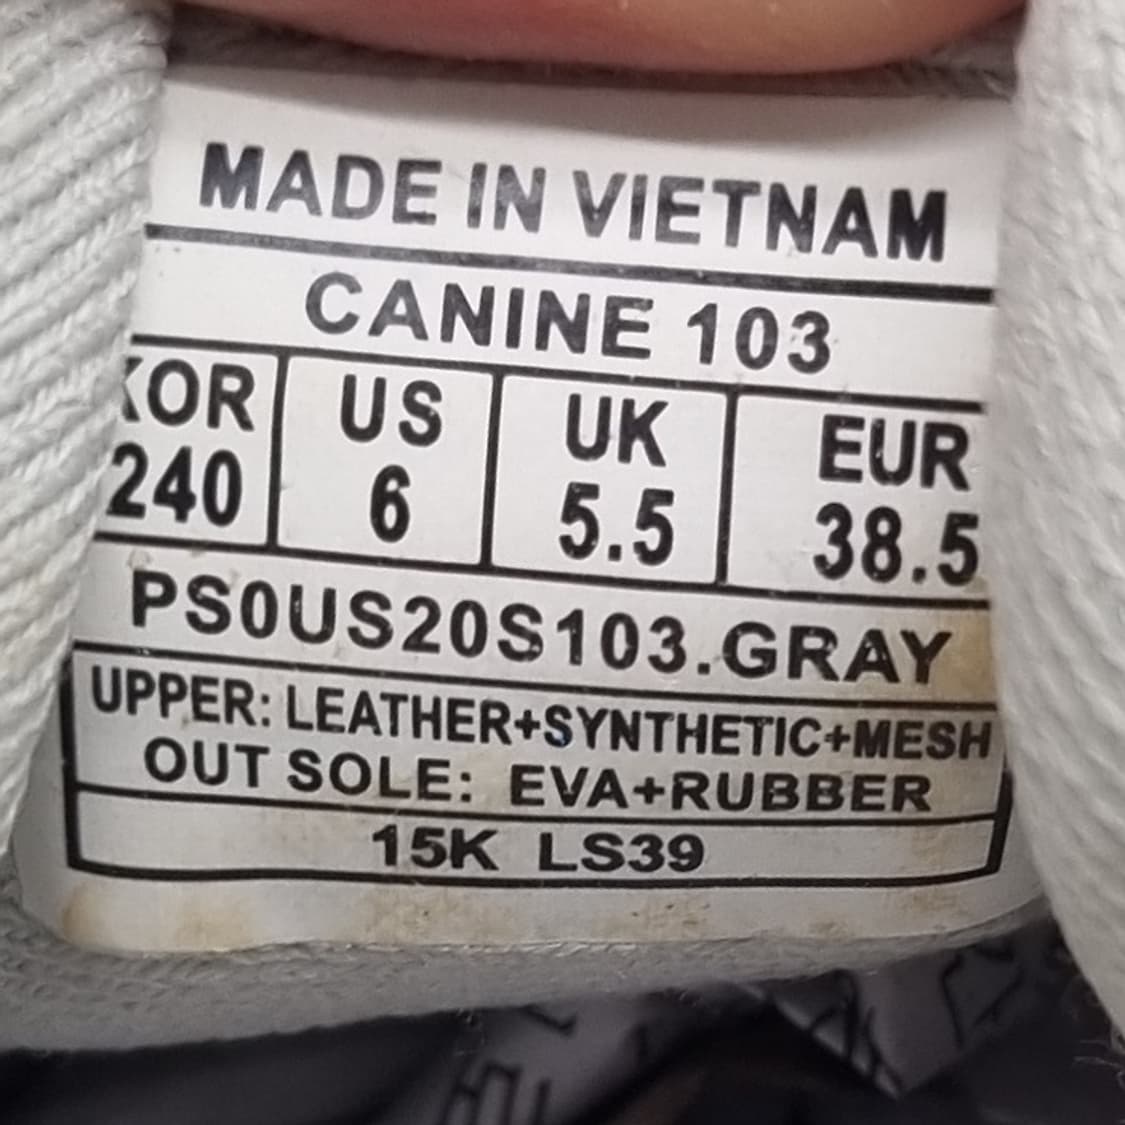 MADE IN VIETNAM
CANINE 103
KOR US UK EUR
240 6 5.5 38.5
PS0US20S103.GRAY
UPPER: LEATHER+SYNTHETIC+MESH
OUT SOLE: EVA+RUBBER
15K LS39